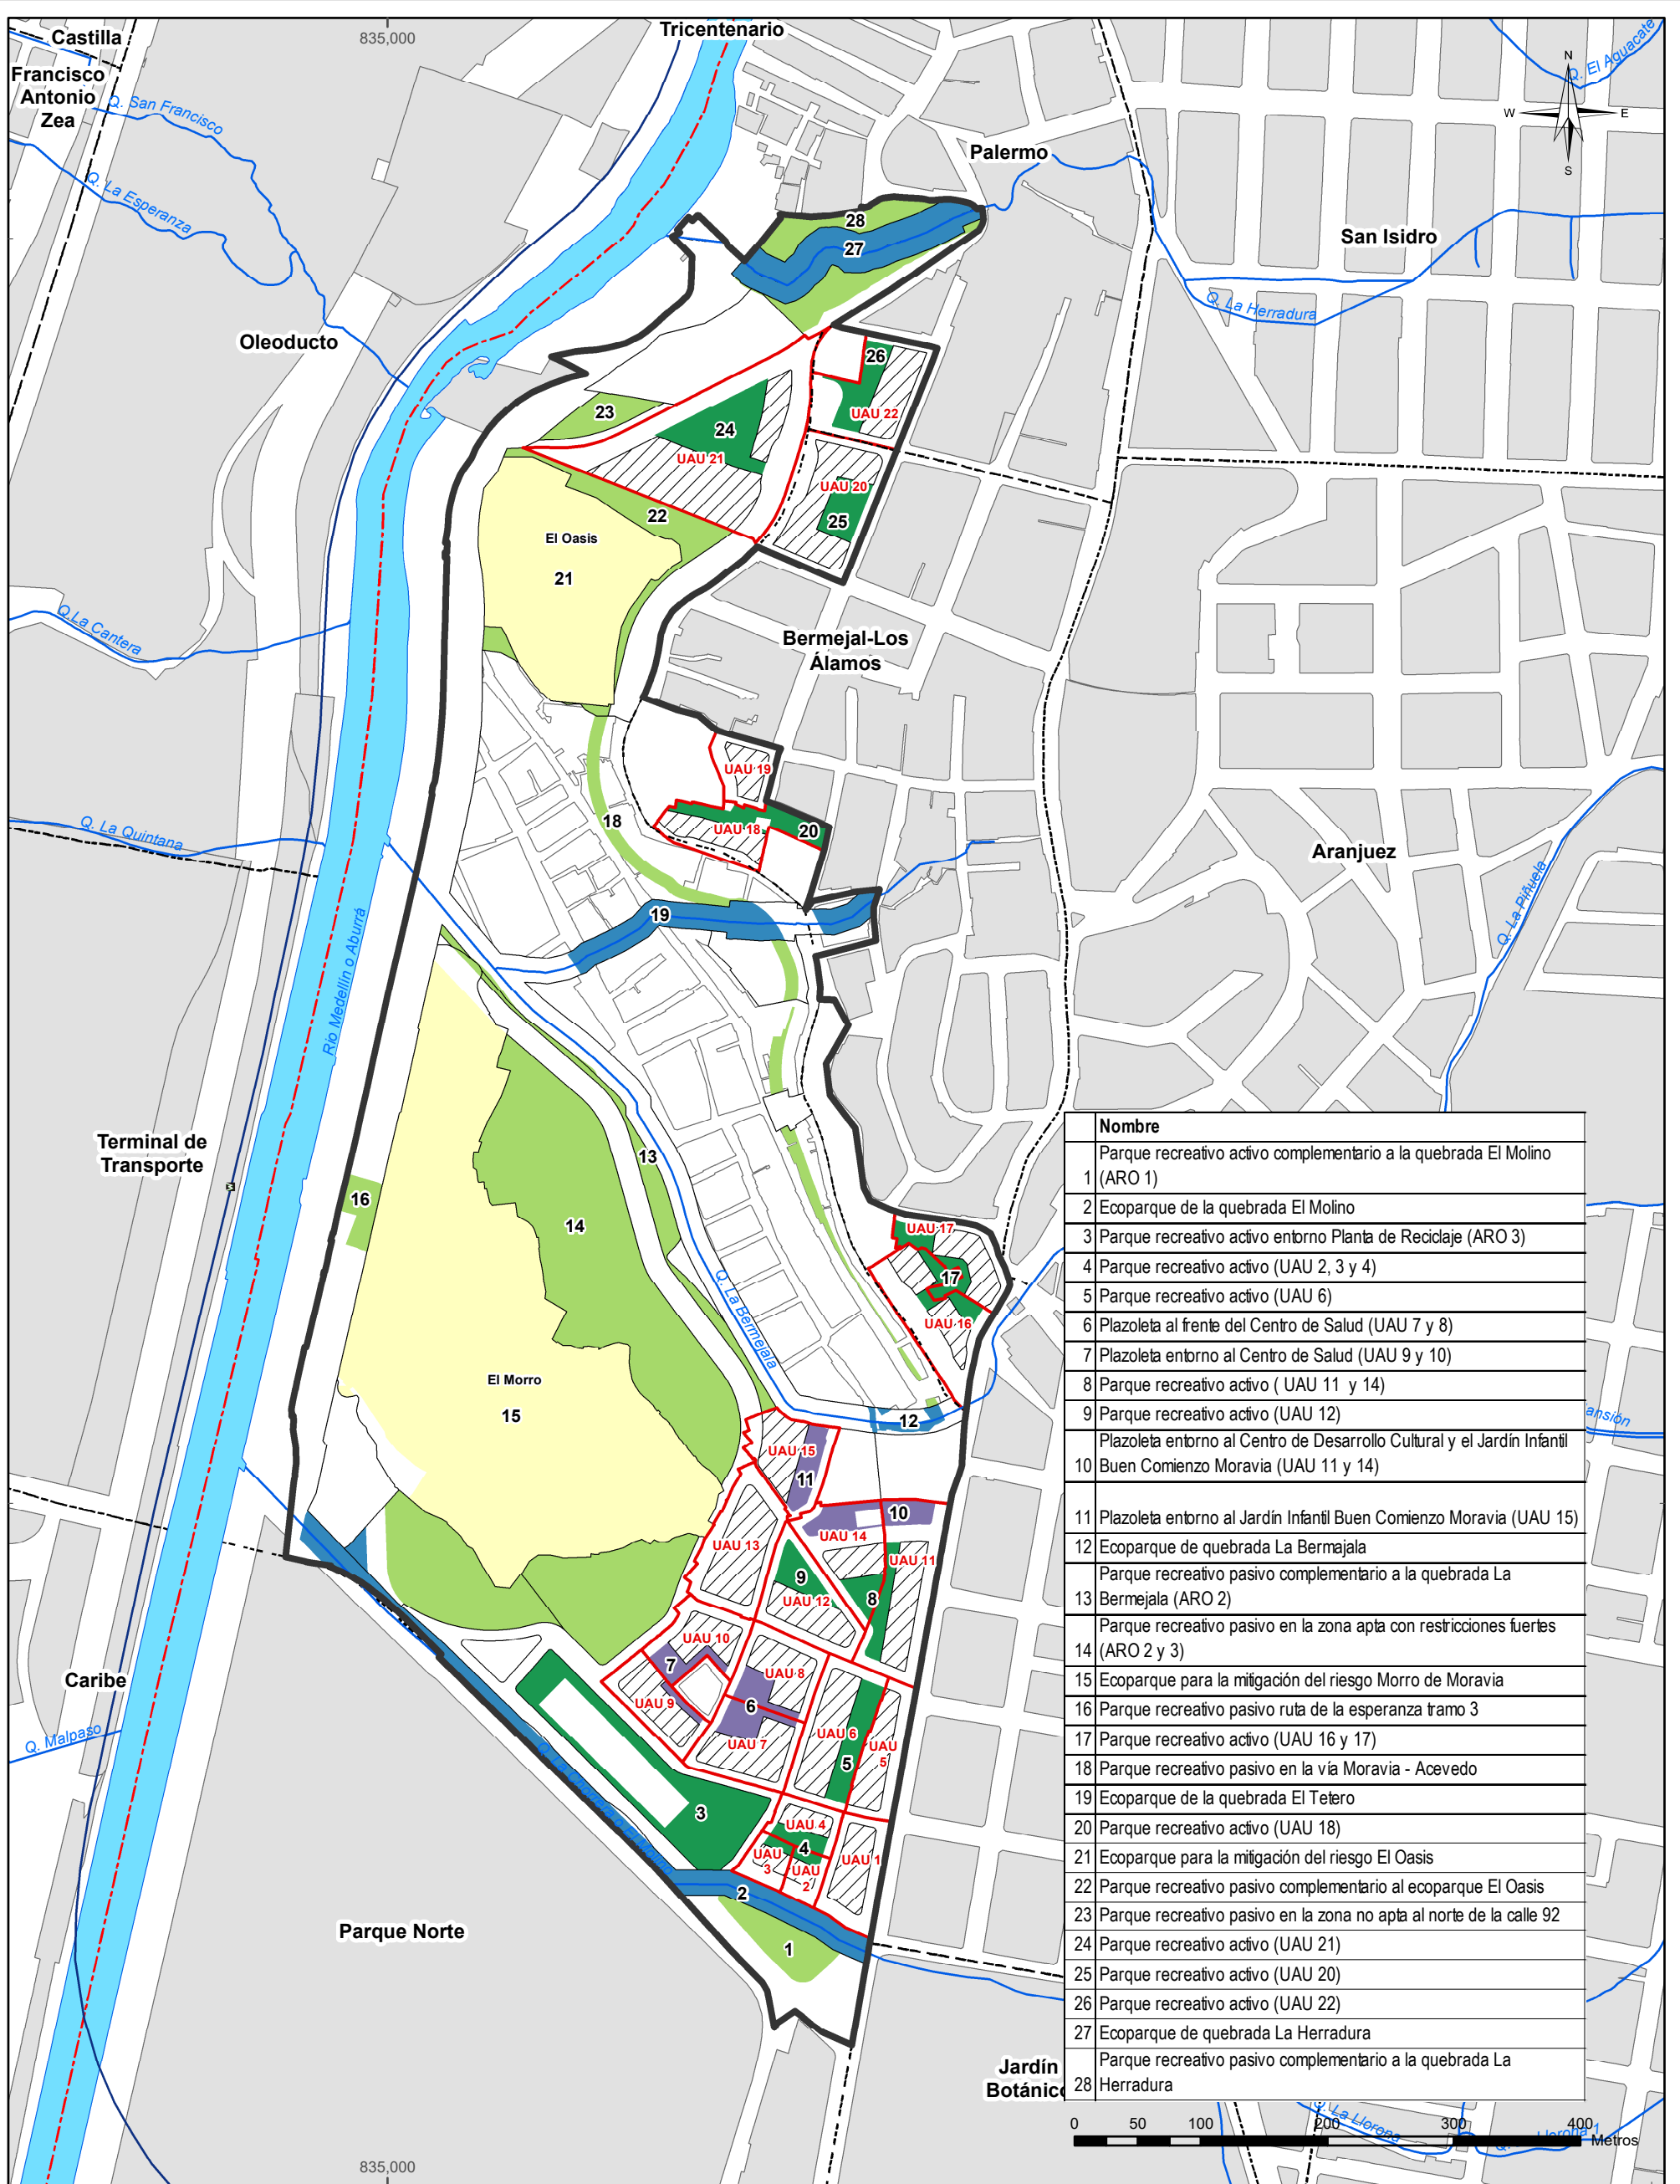 Castilla
835,000
Tricentenario
Francisco
Antonio
Zea
Q. San Francisco
Q. El Aguacate
N
W
E
S
Palermo
Q. La Esperanza
28
27
San Isidro
Q. La Herradura
Oleoducto
26
UAU 22
23
24
UAU 21
UAU 20
25
22
El Oasis
21
Q.La Cantera
Bermejal-Los
Álamos
UAU 19
18
UAU 18
20
Q. La Quintana
Aranjuez
Q. La Piñuela
19
Rio Medellín o Aburrá
Terminal de
Transporte
13
16
14
UAU 17
17
UAU 16
Q. La Bermejala
El Morro
15
12
UAU 15
11
10
UAU 14
UAU 13
UAU 11
9
UAU 12
8
UAU 10
7
UAU 8
UAU 9
6
UAU 7
UAU 6
UAU
5
5
Caribe
Q. Malpaso
3
UAU 4
4
UAU
3
UAU
2
UAU 1
2
1
Parque Norte
Jardín
Botánico
ansión
Nombre
1 Parque recreativo activo complementario a la quebrada El Molino
(ARO 1)
2 Ecoparque de la quebrada El Molino
3 Parque recreativo activo entorno Planta de Reciclaje (ARO 3)
4 Parque recreativo activo (UAU 2, 3 y 4)
5 Parque recreativo activo (UAU 6)
6 Plazoleta al frente del Centro de Salud (UAU 7 y 8)
7 Plazoleta entorno al Centro de Salud (UAU 9 y 10)
8 Parque recreativo activo ( UAU 11 y 14)
9 Parque recreativo activo (UAU 12)
Plazoleta entorno al Centro de Desarrollo Cultural y el Jardín Infantil
10 Buen Comienzo Moravia (UAU 11 y 14)
11 Plazoleta entorno al Jardín Infantil Buen Comienzo Moravia (UAU 15)
12 Ecoparque de quebrada La Bermajala
Parque recreativo pasivo complementario a la quebrada La
13 Bermejala (ARO 2)
Parque recreativo pasivo en la zona apta con restricciones fuertes
14 (ARO 2 y 3)
15 Ecoparque para la mitigación del riesgo Morro de Moravia
16 Parque recreativo pasivo ruta de la esperanza tramo 3
17 Parque recreativo activo (UAU 16 y 17)
18 Parque recreativo pasivo en la vía Moravia - Acevedo
19 Ecoparque de la quebrada El Tetero
20 Parque recreativo activo (UAU 18)
21 Ecoparque para la mitigación del riesgo El Oasis
22 Parque recreativo pasivo complementario al ecoparque El Oasis
23 Parque recreativo pasivo en la zona no apta al norte de la calle 92
24 Parque recreativo activo (UAU 21)
25 Parque recreativo activo (UAU 20)
26 Parque recreativo activo (UAU 22)
27 Ecoparque de quebrada La Herradura
Parque recreativo pasivo complementario a la quebrada La
28 Herradura
0 50 100 200 300 400
Metros
Q. La Llorona
835,000